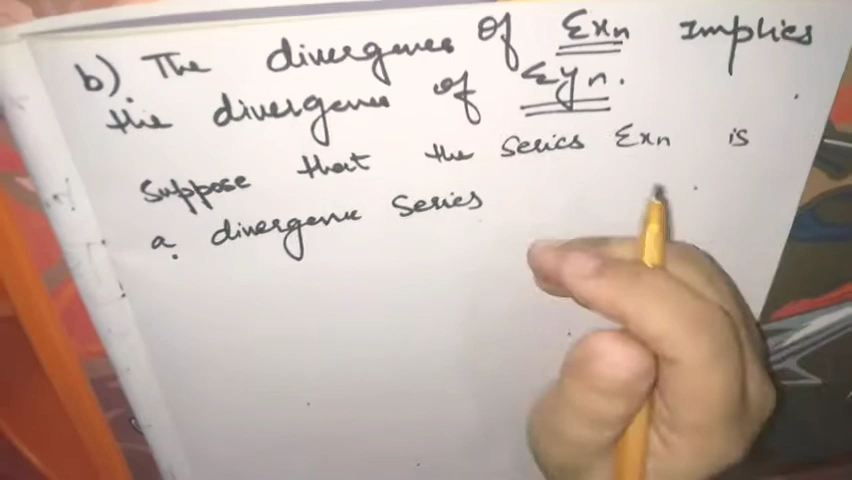 b) The divergence of Σxn implies
the divergence of Σyn.
Suppose that the series Σxn is
a divergence series